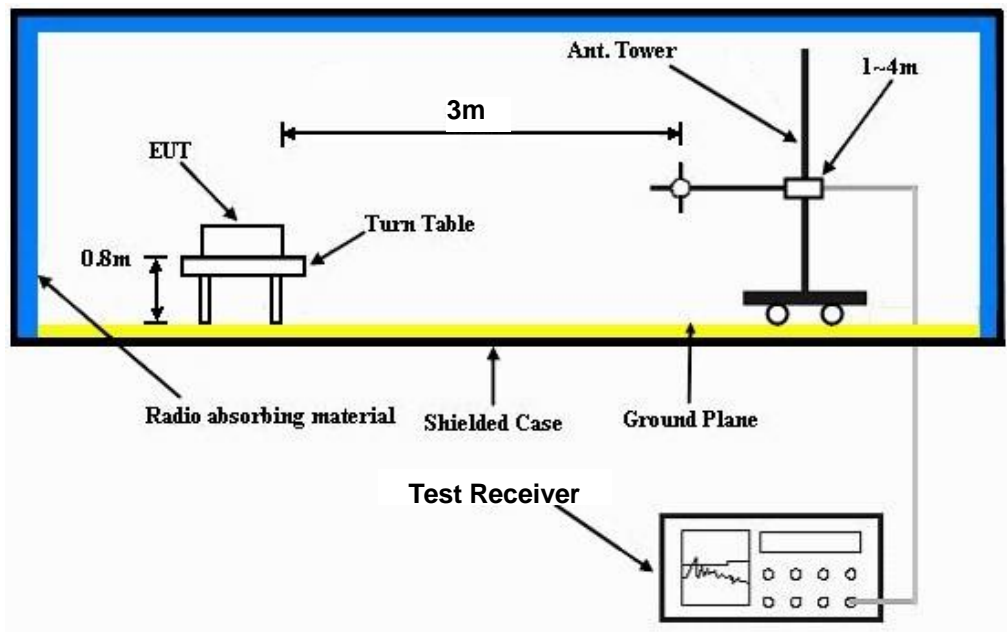 Ant. Tower
1~4m
3m
EUT
Turn Table
0.8m
Radio absorbing material
Shielded Case
Ground Plane
Test Receiver